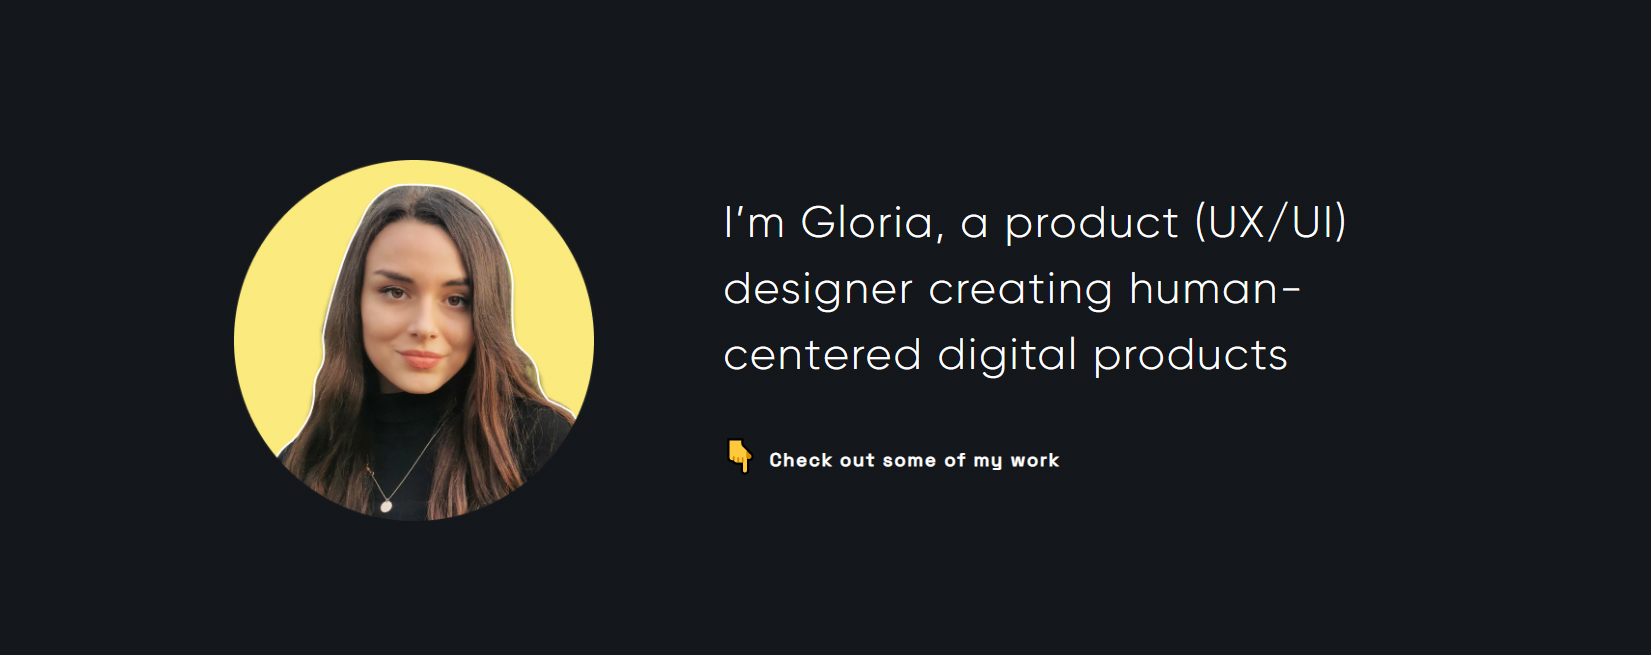 I’m Gloria, a product (UX/UI)
designer creating human-
centered digital products
Check out some of my work